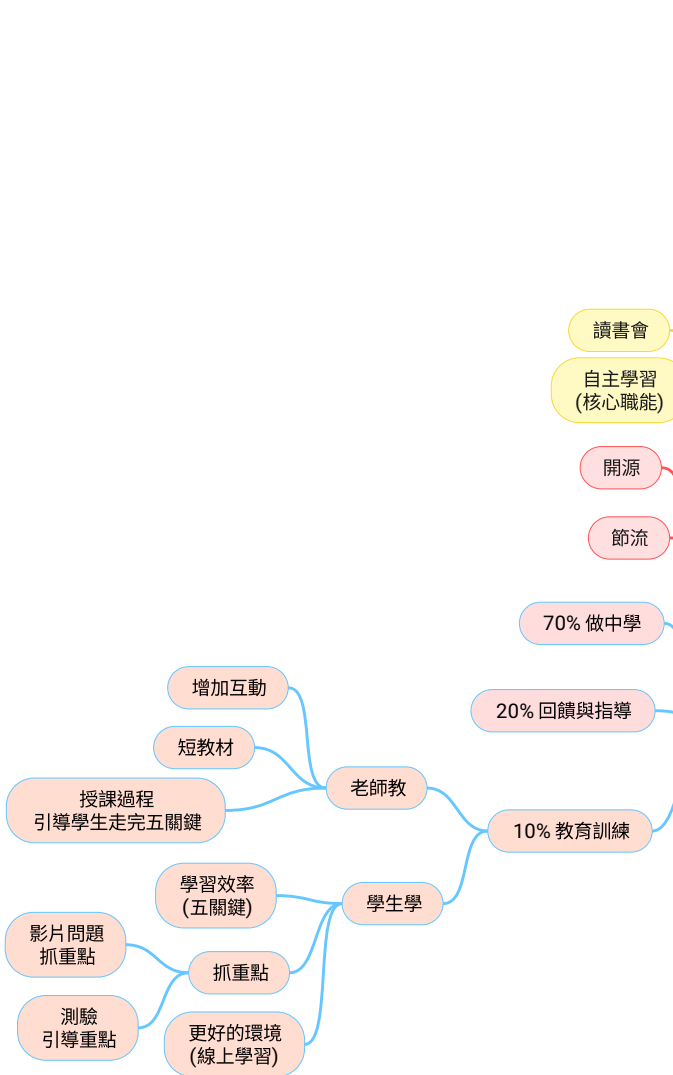 讀書會
自主學習
(核心職能)
開源
節流
70% 做中學
20% 回饋與指導
10% 教育訓練
老師教
增加互動
短教材
授課過程
引導學生走完五關鍵
學生學
學習效率
(五關鍵)
抓重點
影片問題
抓重點
測驗
引導重點
更好的環境
(線上學習)